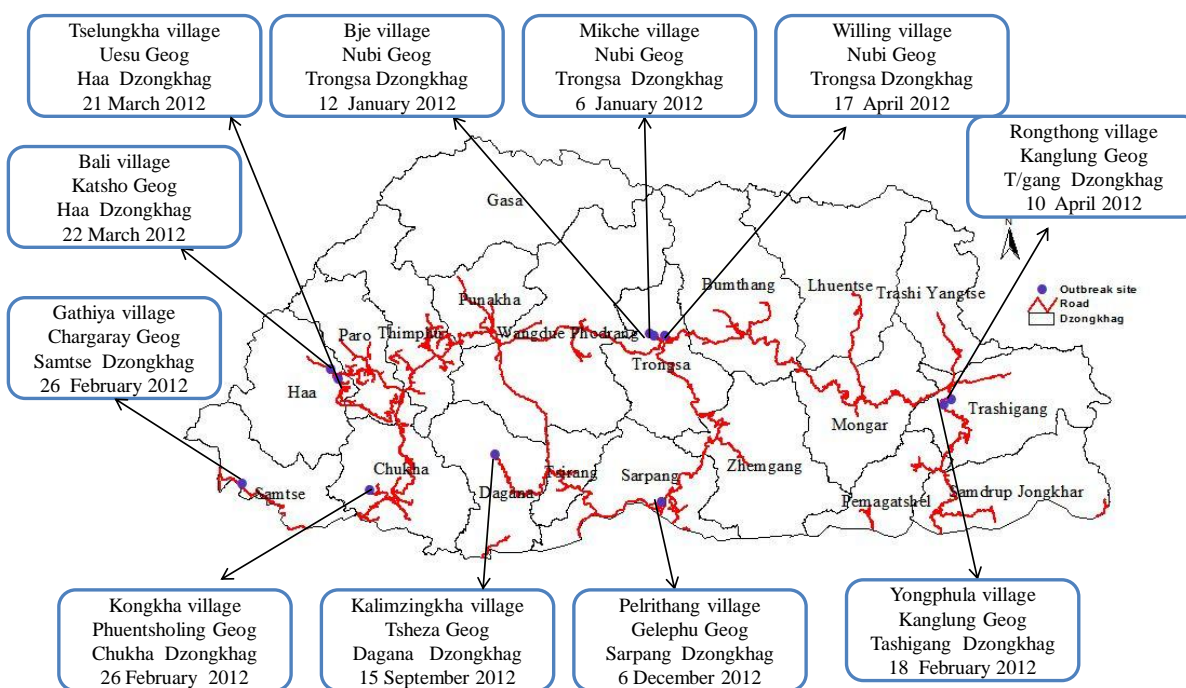 Tselungkha village
Uesu Geog
Haa Dzongkhag
21 March 2012
Bje village
Nubi Geog
Trongsa Dzongkhag
12 January 2012
Mikche village
Nubi Geog
Trongsa Dzongkhag
6 January 2012
Willing village
Nubi Geog
Trongsa Dzongkhag
17 April 2012
Rongthong village
Kanglung Geog
T/gang Dzongkhag
10 April 2012
Bali village
Katsho Geog
Haa Dzongkhag
22 March 2012
Gathiya village
Chargaray Geog
Samtse Dzongkhag
26 February 2012
N
Outbreak site
Road
Dzongkhag
Gasa
Punakha
Bumthang
Lhuentse
Trashi Yangtse
Paro
Thimphu
Wangdue Phodrang
Trongsa
Haa
Trashigang
Mongar
Chukha
Samtse
Dagana
Tsirang
Sarpang
Zhemgang
Pemagatshel
Samdrup Jongkhar
Kongkha village
Phuentsholing Geog
Chukha Dzongkhag
26 February 2012
Kalimzingkha village
Tsheza Geog
Dagana Dzongkhag
15 September 2012
Pelrithang village
Gelephu Geog
Sarpang Dzongkhag
6 December 2012
Yongphula village
Kanglung Geog
Tashigang Dzongkhag
18 February 2012